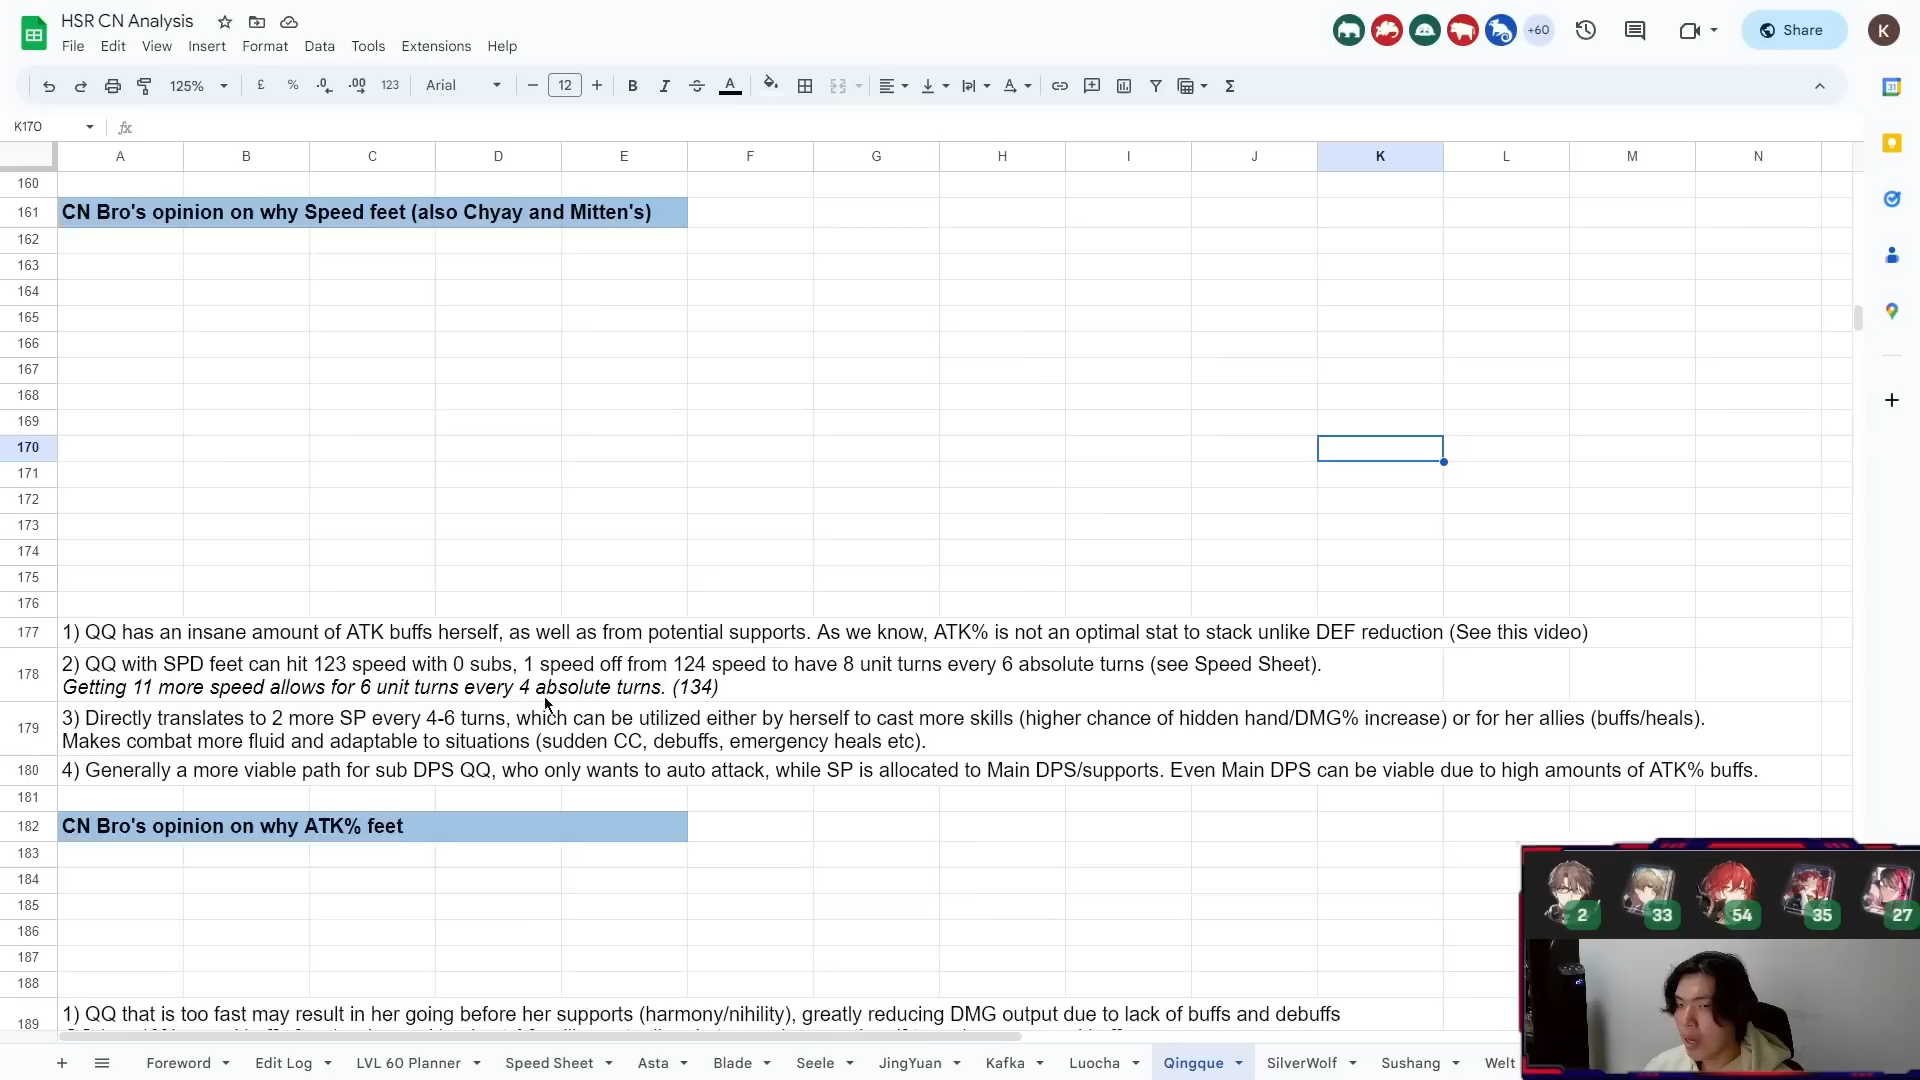 HSR CN Analysis
+60
Share
K
File Edit View Insert Format Data Tools Extensions Help
125% £ % .0 .00 123 Arial 12 B I S A Σ
K170 fx
A B C D E F G H I J K L M N
160
161 CN Bro's opinion on why Speed feet (also Chyay and Mitten's)
162
163
164
165
166
167
168
169
170
171
172
173
174
175
176
177 1) QQ has an insane amount of ATK buffs herself, as well as from potential supports. As we know, ATK% is not an optimal stat to stack unlike DEF reduction (See this video)
178 2) QQ with SPD feet can hit 123 speed with 0 subs, 1 speed off from 124 speed to have 8 unit turns every 6 absolute turns (see Speed Sheet).
Getting 11 more speed allows for 6 unit turns every 4 absolute turns. (134)
179 3) Directly translates to 2 more SP every 4-6 turns, which can be utilized either by herself to cast more skills (higher chance of hidden hand/DMG% increase) or for her allies (buffs/heals).
Makes combat more fluid and adaptable to situations (sudden CC, debuffs, emergency heals etc).
180 4) Generally a more viable path for sub DPS QQ, who only wants to auto attack, while SP is allocated to Main DPS/supports. Even Main DPS can be viable due to high amounts of ATK% buffs.
181
182 CN Bro's opinion on why ATK% feet
183
184
185
186
187
188
189 1) QQ that is too fast may result in her going before her supports (harmony/nihility), greatly reducing DMG output due to lack of buffs and debuffs
2 33 54 35 27
Foreword Edit Log LVL 60 Planner Speed Sheet Asta Blade Seele JingYuan Kafka Luocha Qingque SilverWolf Sushang Welt